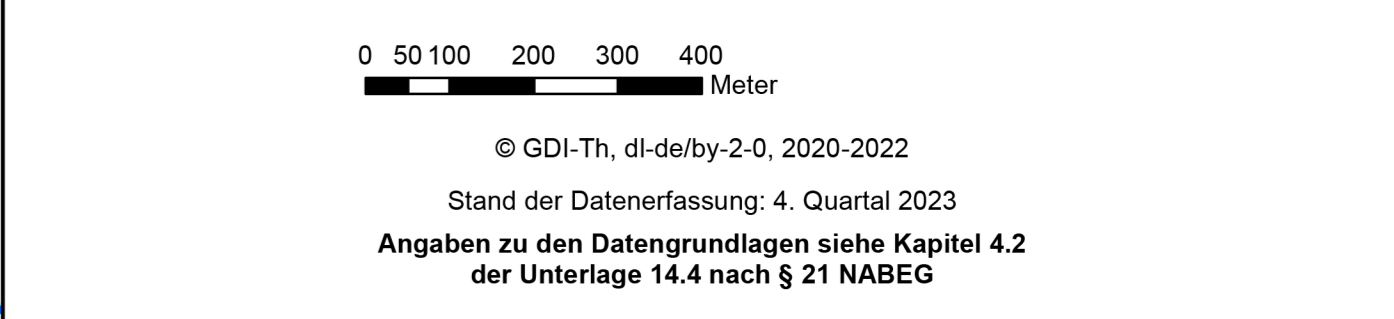 0 50 100 200 300 400
Meter
© GDI-Th, dl-de/by-2-0, 2020-2022
Stand der Datenerfassung: 4. Quartal 2023
Angaben zu den Datengrundlagen siehe Kapitel 4.2
der Unterlage 14.4 nach § 21 NABEG